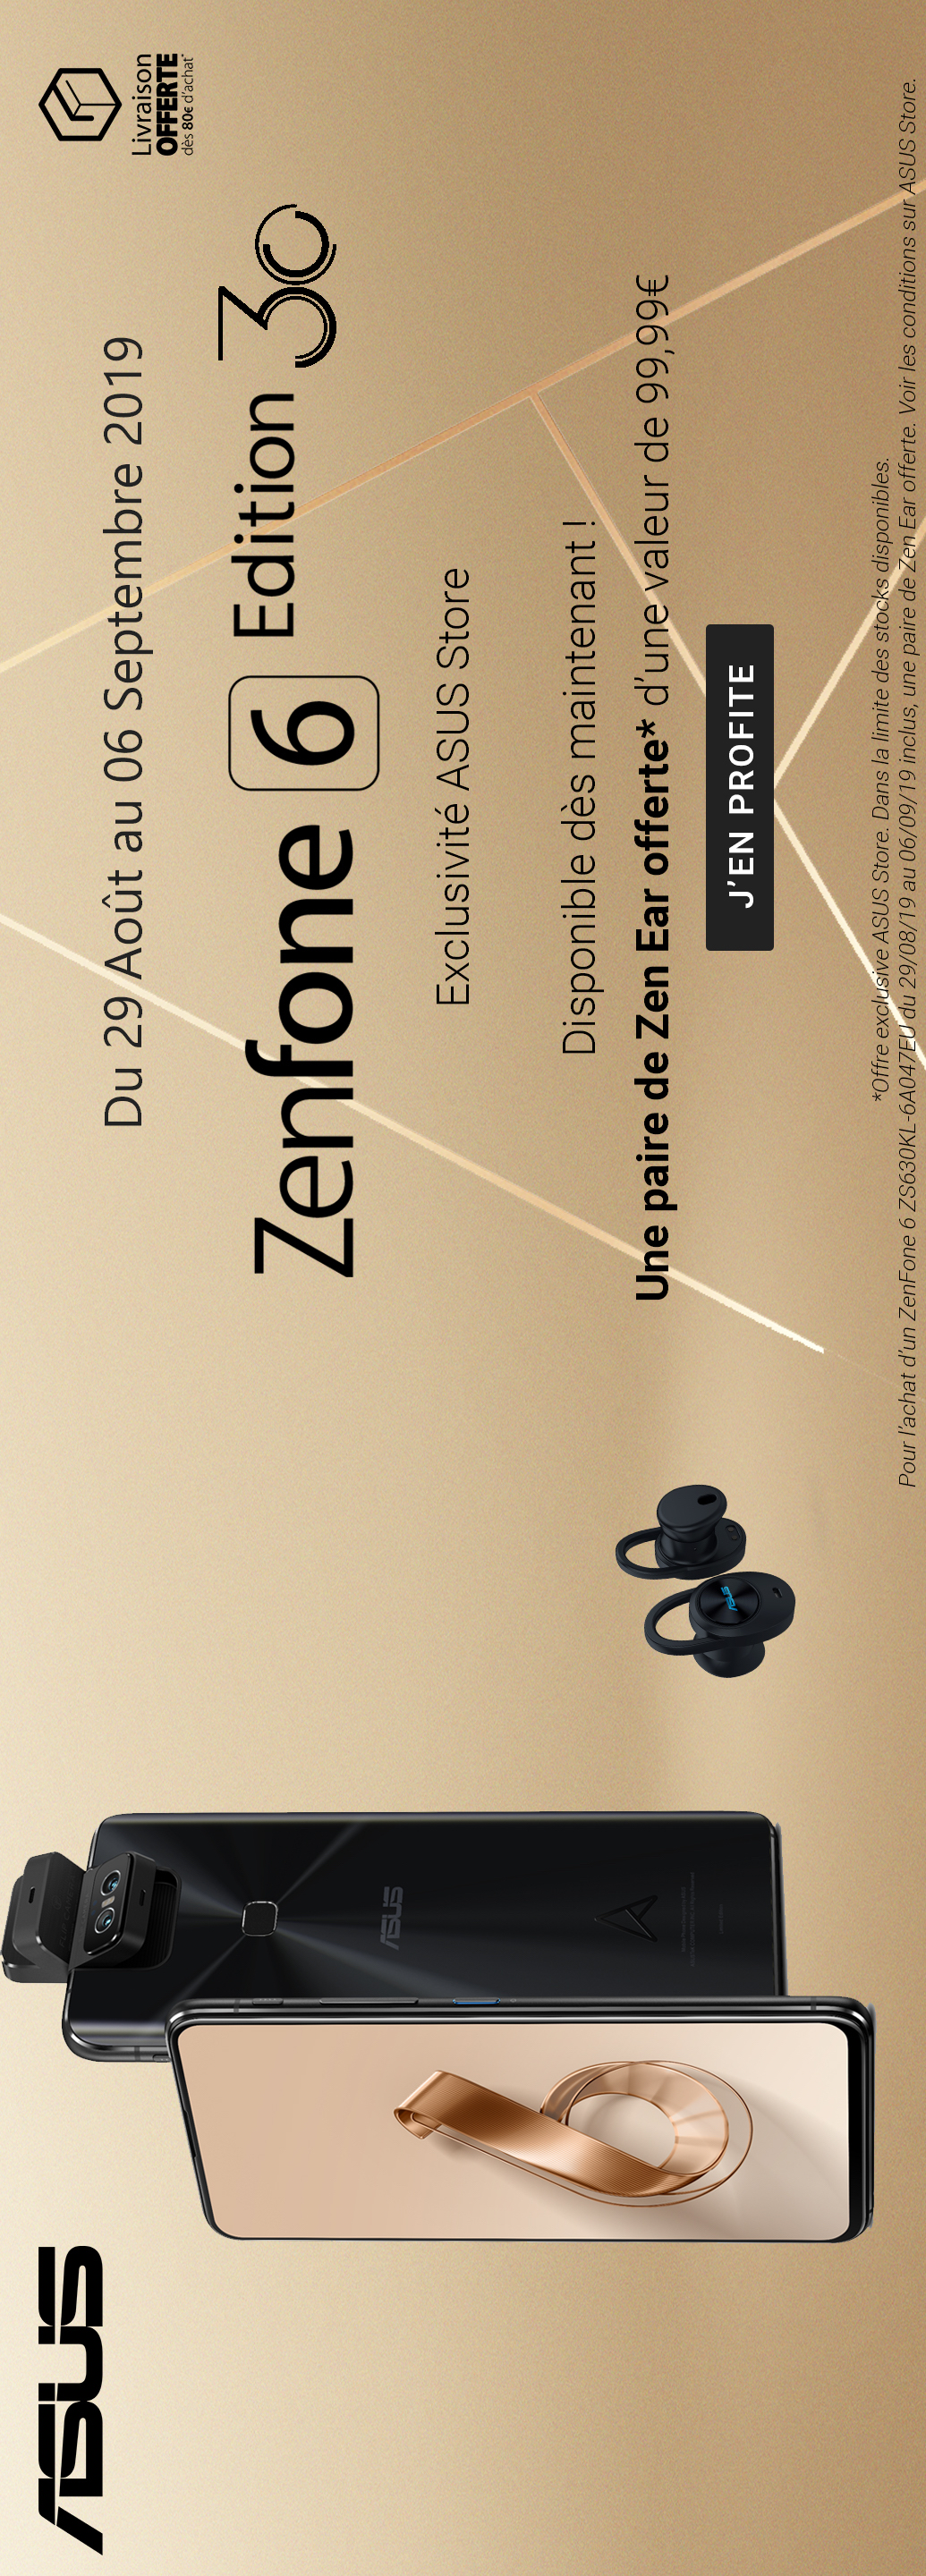 ASUS
Livraison
OFFERTE
dès 80€ d'achat*
Du 29 Août au 06 Septembre 2019
Zenfone 6 Edition 30
Exclusivité ASUS Store
Disponible dès maintenant !
Une paire de Zen Ear offerte* d'une valeur de 99,99€
J'EN PROFITE
*Offre exclusive ASUS Store. Dans la limite des stocks disponibles.
Pour l'achat d'un ZenFone 6 ZS630KL-6A047EU du 29/08/19 au 06/09/19 inclus, une paire de Zen Ear offerte. Voir les conditions sur ASUS Store.
ASUS
ASUS